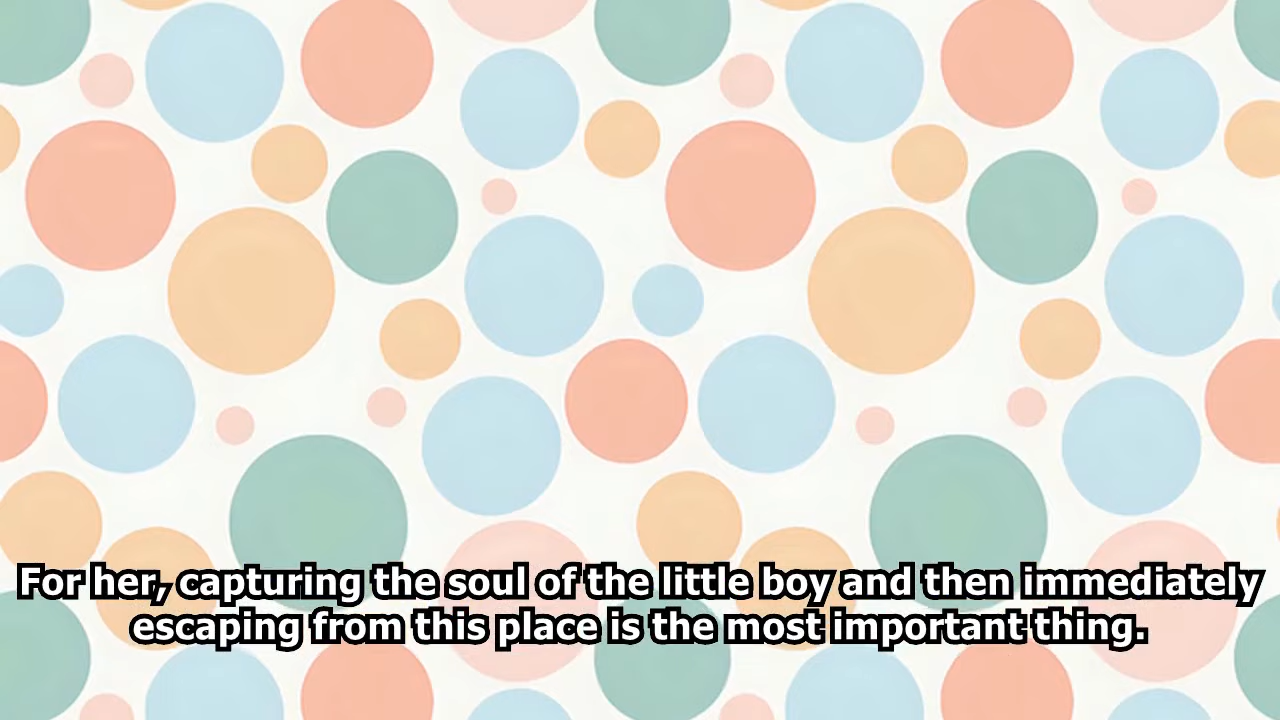 For her, capturing the soul of the little boy and then immediately
escaping from this place is the most important thing.